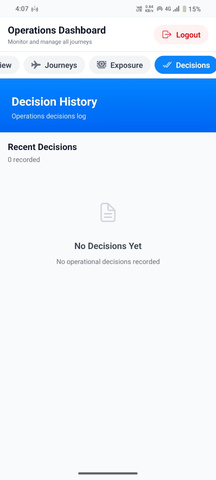 4:07
4G
15%
Operations Dashboard
Monitor and manage all journeys
Logout
iew
Journeys
Exposure
Decisions
Decision History
Operations decisions log
Recent Decisions
0 recorded
No Decisions Yet
No operational decisions recorded